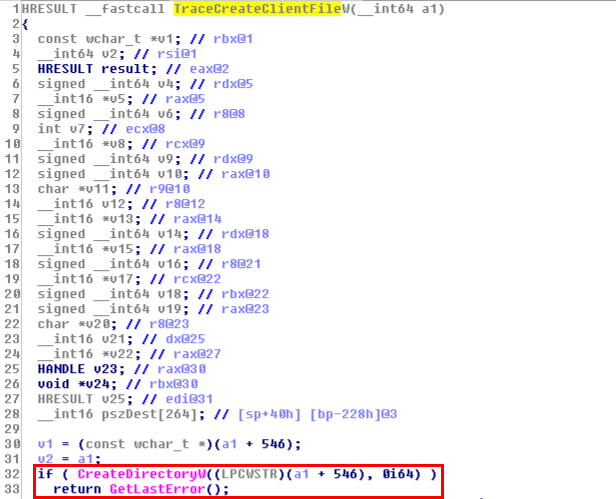 1 HRESULT __fastcall TraceCreateClientFileW(__int64 a1)
2 {
3 const wchar_t *v1; // rbx@1
4 __int64 v2; // rsi@1
5 HRESULT result; // eax@2
6 signed __int64 v4; // rdx@5
7 __int16 *v5; // rax@5
8 signed __int64 v6; // r8@8
9 int v7; // ecx@8
10 __int16 *v8; // rcx@9
11 signed __int64 v9; // rdx@9
12 signed __int64 v10; // rax@10
13 char *v11; // r9@10
14 __int16 v12; // r8@12
15 __int16 *v13; // rax@14
16 signed __int64 v14; // rdx@18
17 __int16 *v15; // rax@18
18 signed __int64 v16; // r8@21
19 __int16 *v17; // rcx@22
20 signed __int64 v18; // rbx@22
21 signed __int64 v19; // rax@23
22 char *v20; // r8@23
23 __int16 v21; // dx@25
24 __int16 *v22; // rax@27
25 HANDLE v23; // rax@30
26 void *v24; // rbx@30
27 HRESULT v25; // edi@31
28 __int16 pszDest[264]; // [sp+40h] [bp-228h]@3
29
30 v1 = (const wchar_t *)(a1 + 546);
31 v2 = a1;
32 if ( CreateDirectoryW((LPCWSTR)(a1 + 546), 0i64) )
33 return GetLastError();